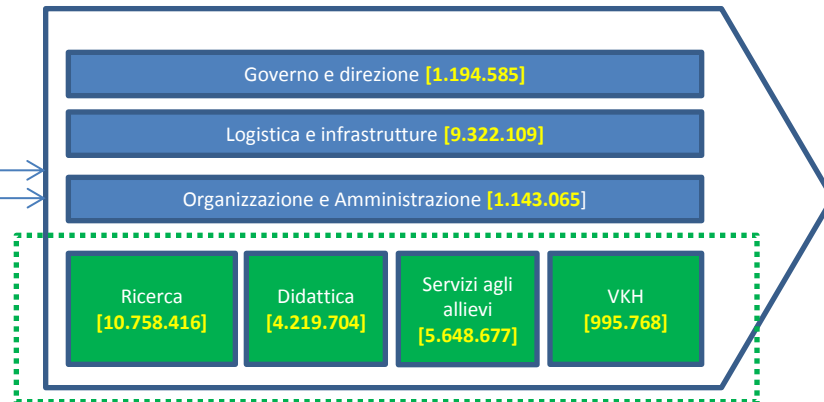 Governo e direzione [1.194.585]
Logistica e infrastrutture [9.322.109]
Organizzazione e Amministrazione [1.143.065]
Ricerca
[10.758.416]
Didattica
[4.219.704]
Servizi agli
allievi
[5.648.677]
VKH
[995.768]